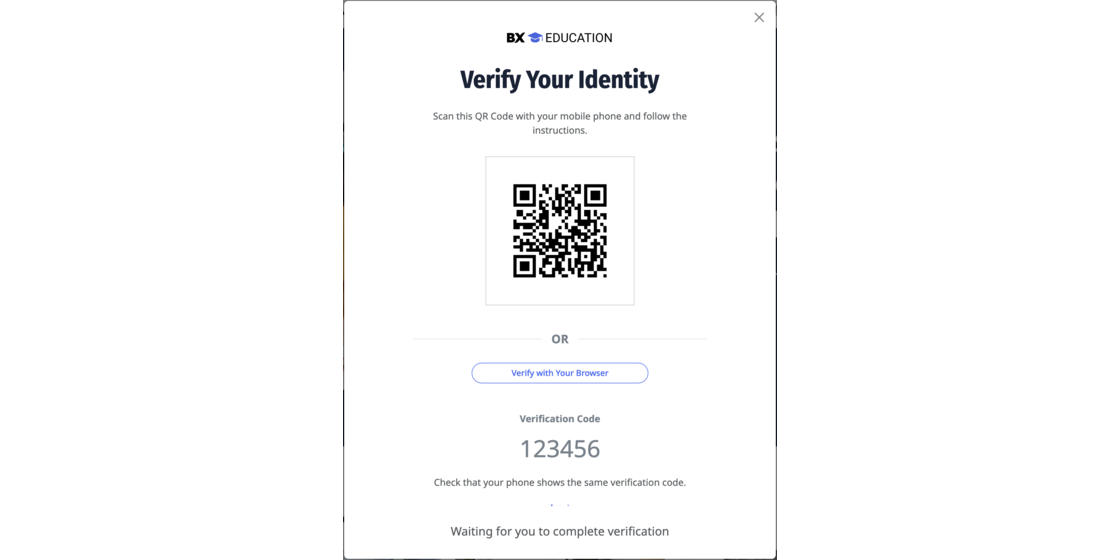 BX EDUCATION
Verify Your Identity
Scan this QR Code with your mobile phone and follow the
instructions.
OR
Verify with Your Browser
Verification Code
123456
Check that your phone shows the same verification code.
Waiting for you to complete verification